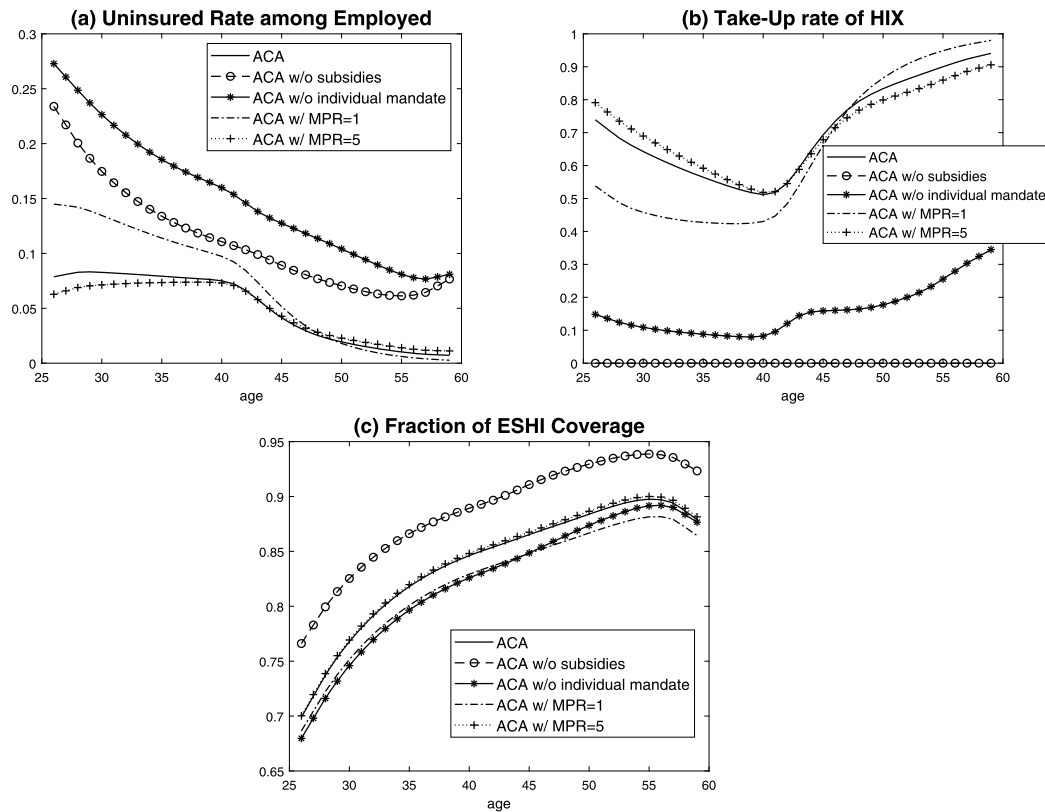 (a) Uninsured Rate among Employed
0.3
0.25
0.2
0.15
0.1
0.05
0
ACA
ACA w/o subsidies
ACA w/o individual mandate
ACA w/ MPR=1
ACA w/ MPR=5
25 30 35 40 45 50 55 60
age
(b) Take-Up rate of HIX
1
0.9
0.8
0.7
0.6
0.5
0.4
0.3
0.2
0.1
0
ACA
ACA w/o subsidies
ACA w/o individual mandate
ACA w/ MPR=1
ACA w/ MPR=5
25 30 35 40 45 50 55 60
age
(c) Fraction of ESHI Coverage
0.95
0.9
0.85
0.8
0.75
0.7
0.65
ACA
ACA w/o subsidies
ACA w/o individual mandate
ACA w/ MPR=1
ACA w/ MPR=5
25 30 35 40 45 50 55 60
age